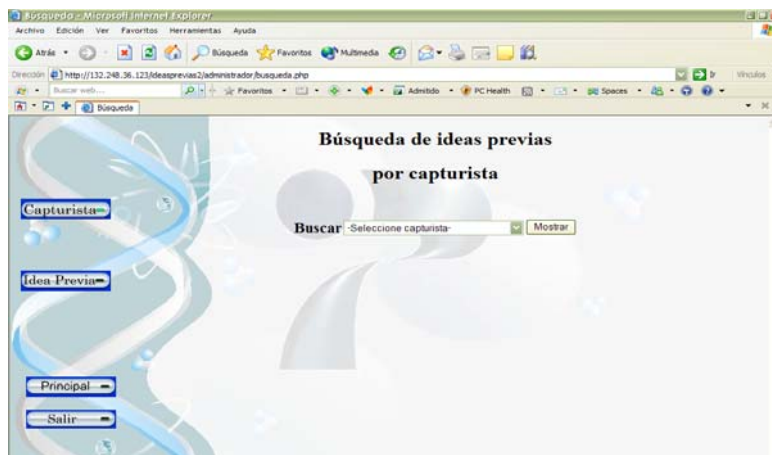 Búsqueda - Microsoft Internet Explorer
Archivo Edición Ver Favoritos Herramientas Ayuda
Atrás Búsqueda Favoritos Multimedia
Dirección http://132.248.36.123/ideasprevias2/administrador/busqueda.php Ir Vínculos
Buscar web... Favoritos Admitido PC Health Spaces
Búsqueda
Búsqueda de ideas previas
por capturista
Capturista
Buscar -Seleccione capturista- Mostrar
Idea Previa
Principal
Salir